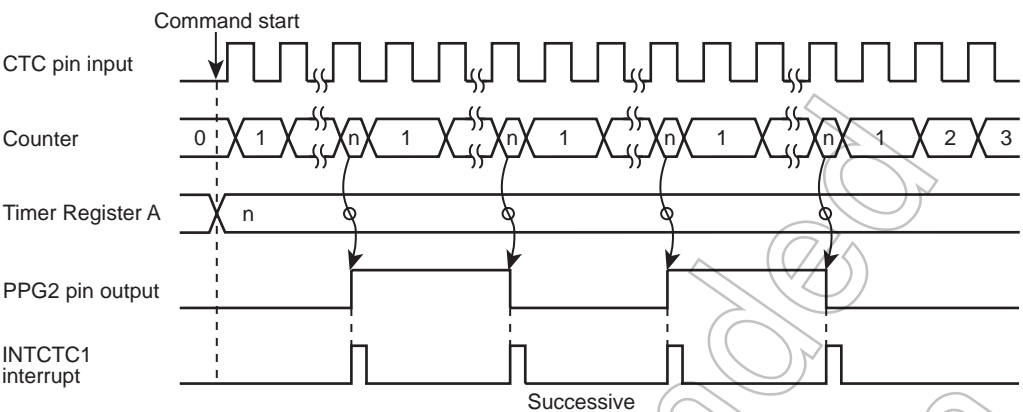 Command start
CTC pin input
Counter
0 1 n 1 n 1 n 1 n 1 2 3
Timer Register A
n
PPG2 pin output
INTCTC1
interrupt
Successive